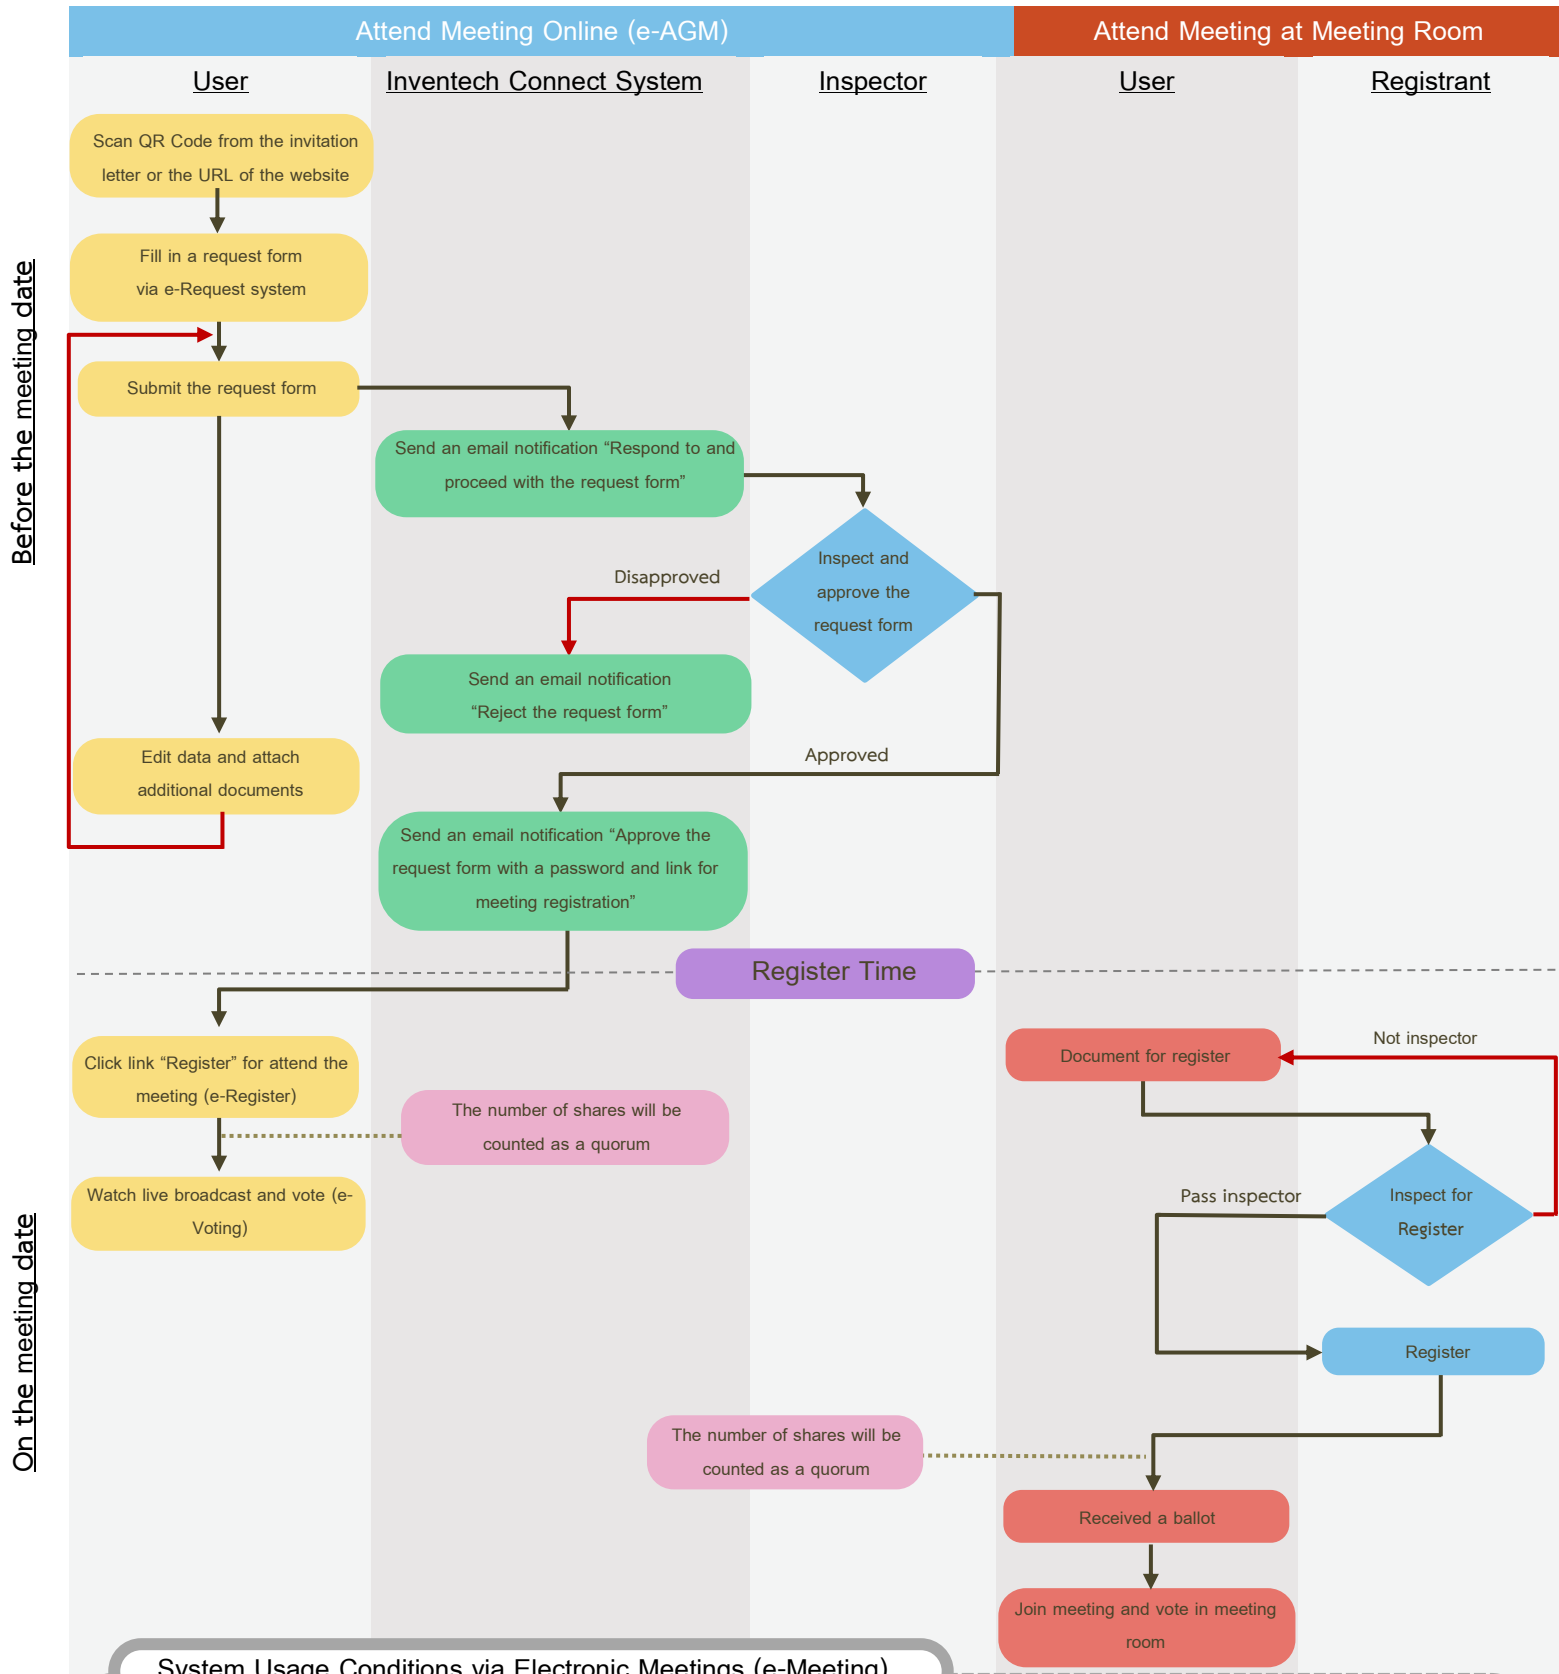 Attend Meeting Online (e-AGM)
Attend Meeting at Meeting Room
User
Inventech Connect System
Inspector
User
Registrant
Before the meeting date
Scan QR Code from the invitation
letter or the URL of the website
Fill in a request form
via e-Request system
Submit the request form
Send an email notification “Respond to and
proceed with the request form”
Inspect and
approve the
request form
Disapproved
Send an email notification
“Reject the request form”
Edit data and attach
additional documents
Approved
Send an email notification “Approve the
request form with a password and link for
meeting registration”
Register Time
On the meeting date
Click link “Register” for attend the
meeting (e-Register)
The number of shares will be
counted as a quorum
Watch live broadcast and vote (e-
Voting)
Document for register
Not inspector
Inspect for
Register
Pass inspector
Register
The number of shares will be
counted as a quorum
Received a ballot
Join meeting and vote in meeting
room
System Usage Conditions via Electronic Meetings (e-Meeting)